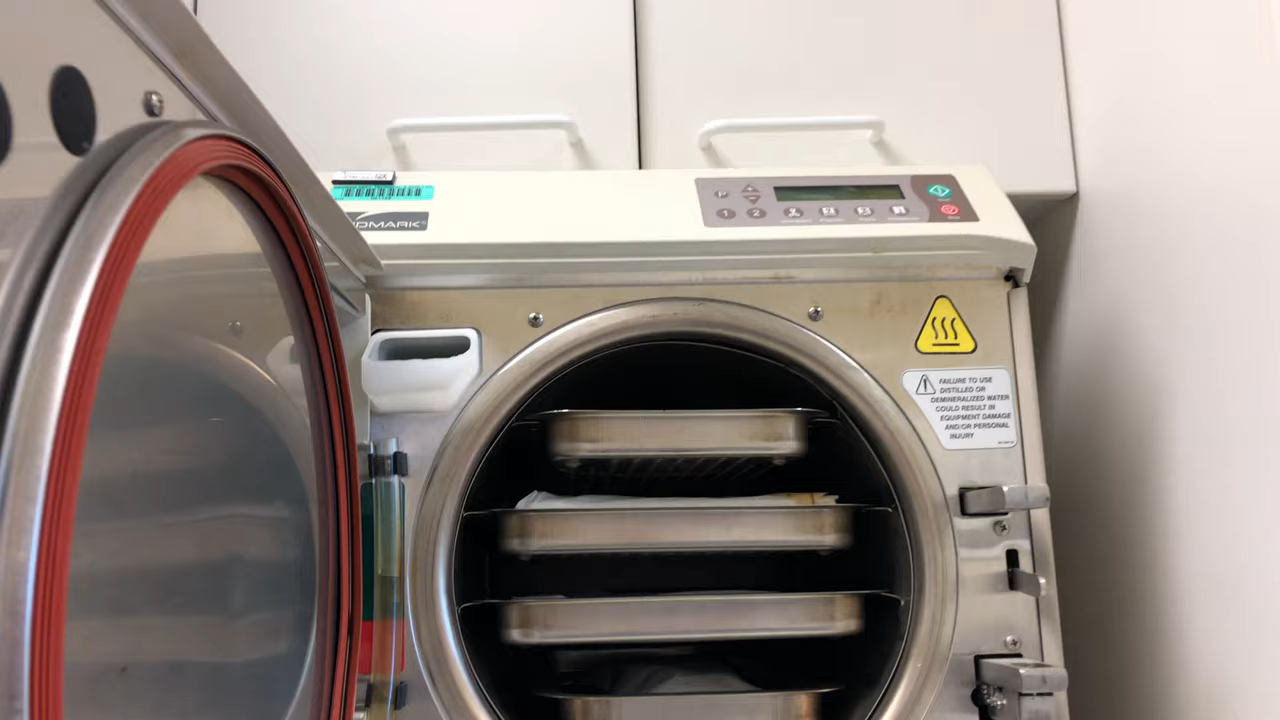 DMARK®
P
1
2
FAILURE TO USE
DISTILLED OR
DEMINERALIZED WATER
COULD RESULT IN
EQUIPMENT DAMAGE
AND/OR PERSONAL
INJURY